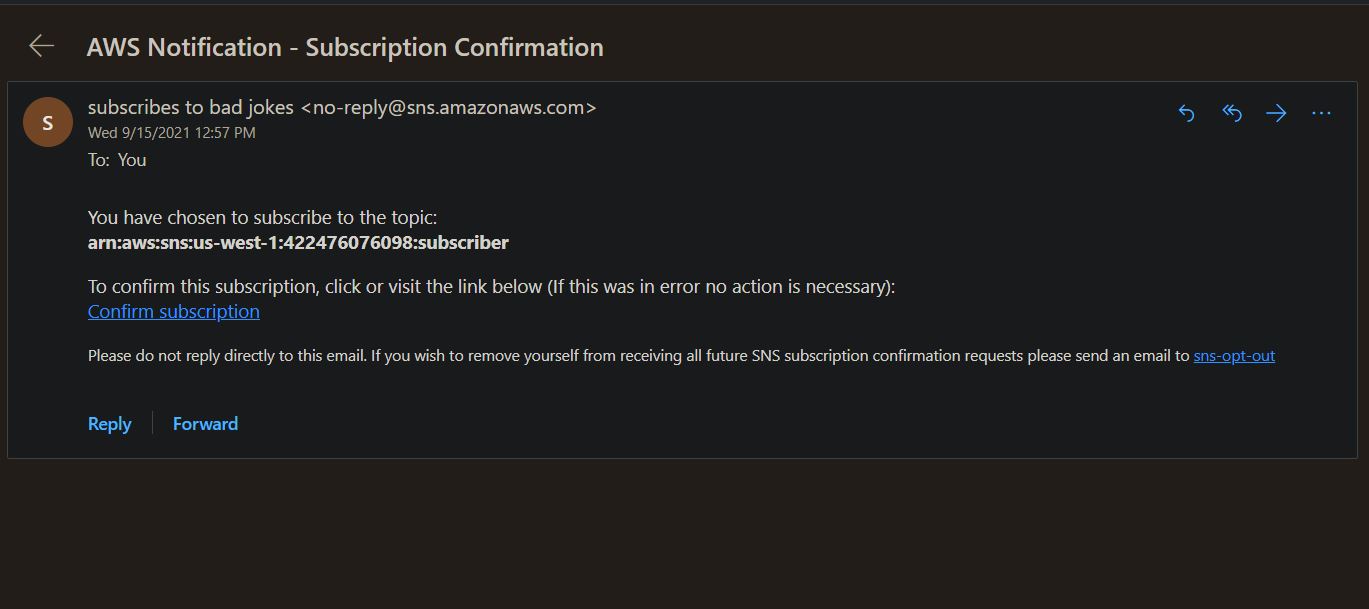 AWS Notification - Subscription Confirmation
S
subscribes to bad jokes <no-reply@sns.amazonaws.com>
Wed 9/15/2021 12:57 PM
To: You
You have chosen to subscribe to the topic:
arn:aws:sns:us-west-1:422476076098:subscriber
To confirm this subscription, click or visit the link below (If this was in error no action is necessary):
Confirm subscription
Please do not reply directly to this email. If you wish to remove yourself from receiving all future SNS subscription confirmation requests please send an email to sns-opt-out
Reply
Forward